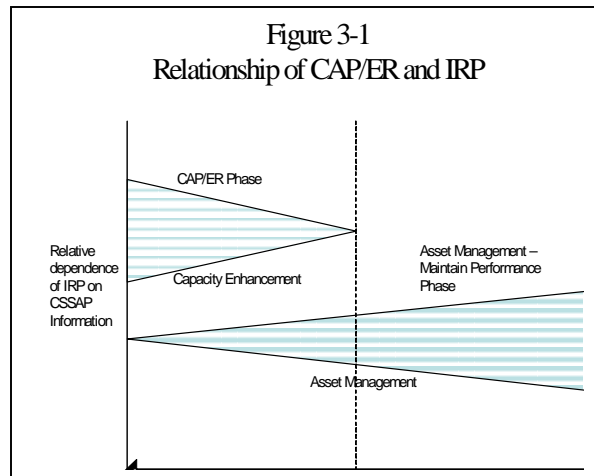 Figure 3-1
Relationship of CAP/ER and IRP
CAP/ER Phase
Relative
dependence
of IRP on
CSSAP
Information
Capacity Enhancement
Asset Management –
Maintain Performance
Phase
Asset Management